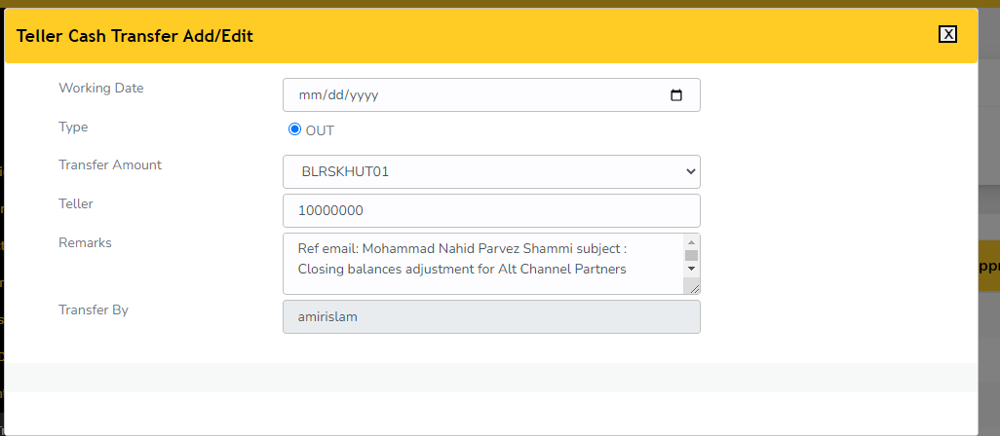 Teller Cash Transfer Add/Edit
X
Working Date
mm/dd/yyyy
Type
OUT
Transfer Amount
BLRSKHUT01
Teller
10000000
Remarks
Ref email: Mohammad Nahid Parvez Shammi subject :
Closing balances adjustment for Alt Channel Partners
Transfer By
amirislam